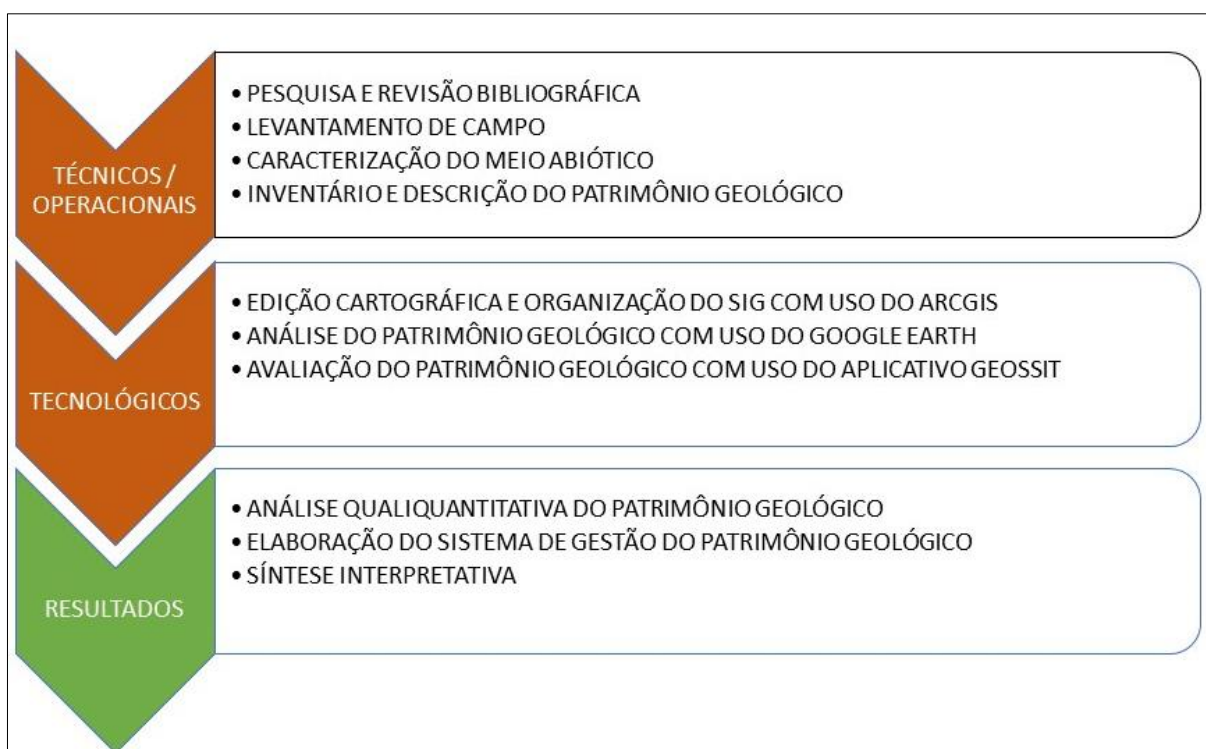 TÉCNICOS /
OPERACIONAIS
• PESQUISA E REVISÃO BIBLIOGRÁFICA
• LEVANTAMENTO DE CAMPO
• CARACTERIZAÇÃO DO MEIO ABIÓTICO
• INVENTÁRIO E DESCRIÇÃO DO PATRIMÔNIO GEOLÓGICO
TECNOLÓGICOS
• EDIÇÃO CARTOGRÁFICA E ORGANIZAÇÃO DO SIG COM USO DO ARCGIS
• ANÁLISE DO PATRIMÔNIO GEOLÓGICO COM USO DO GOOGLE EARTH
• AVALIAÇÃO DO PATRIMÔNIO GEOLÓGICO COM USO DO APLICATIVO GEOSSIT
RESULTADOS
• ANÁLISE QUALIQUANTITATIVA DO PATRIMÔNIO GEOLÓGICO
• ELABORAÇÃO DO SISTEMA DE GESTÃO DO PATRIMÔNIO GEOLÓGICO
• SÍNTESE INTERPRETATIVA